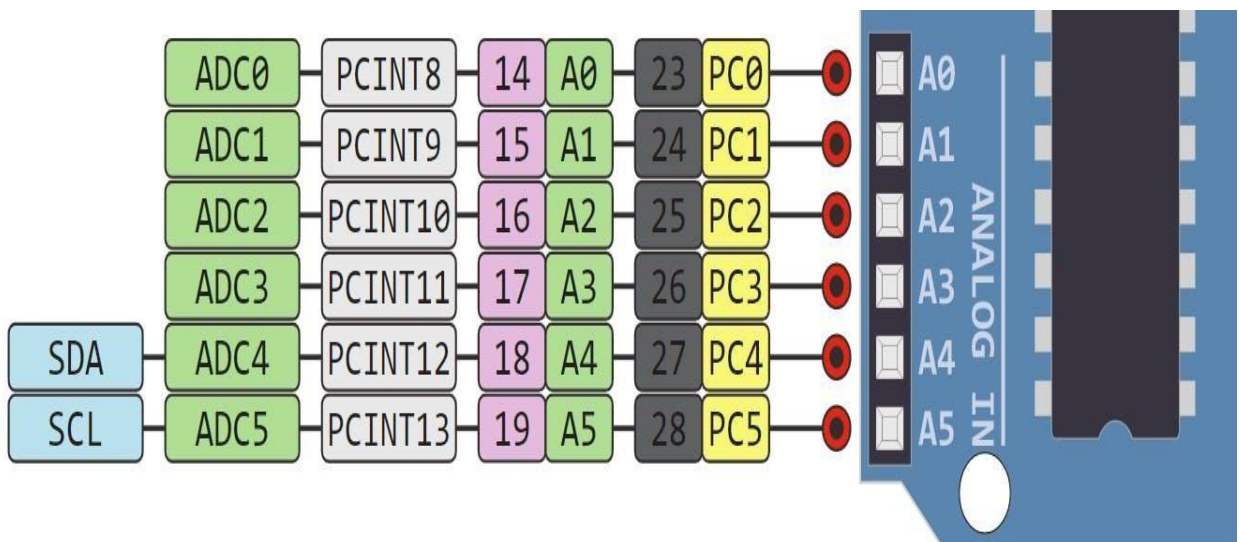 ADC0 PCINT8 14 A0 23 PC0 A0
ADC1 PCINT9 15 A1 24 PC1 A1
ADC2 PCINT10 16 A2 25 PC2 A2
ADC3 PCINT11 17 A3 26 PC3 A3
SDA ADC4 PCINT12 18 A4 27 PC4 A4
SCL ADC5 PCINT13 19 A5 28 PC5 A5
ANALOG IN